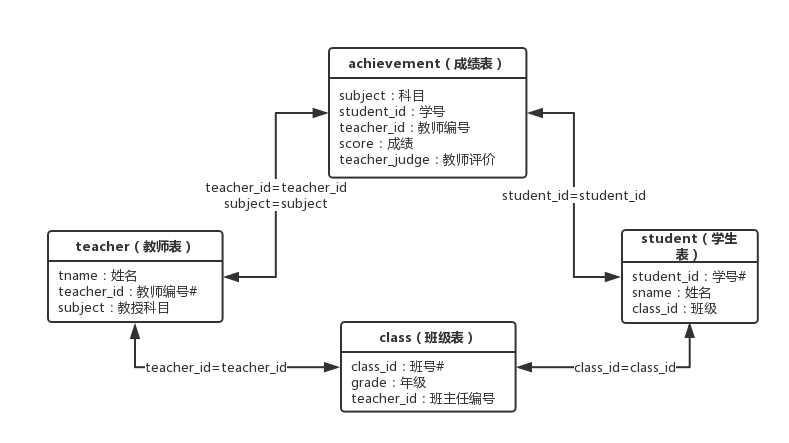 achievement（成绩表）
subject：科目
student_id：学号
teacher_id：教师编号
score：成绩
teacher_judge：教师评价
teacher_id=teacher_id
subject=subject
student_id=student_id
teacher（教师表）
tname：姓名
teacher_id：教师编号#
subject：教授科目
student（学生
表）
student_id：学号#
sname：姓名
class_id：班级
class（班级表）
class_id：班号#
grade：年级
teacher_id：班主任编号
teacher_id=teacher_id
class_id=class_id